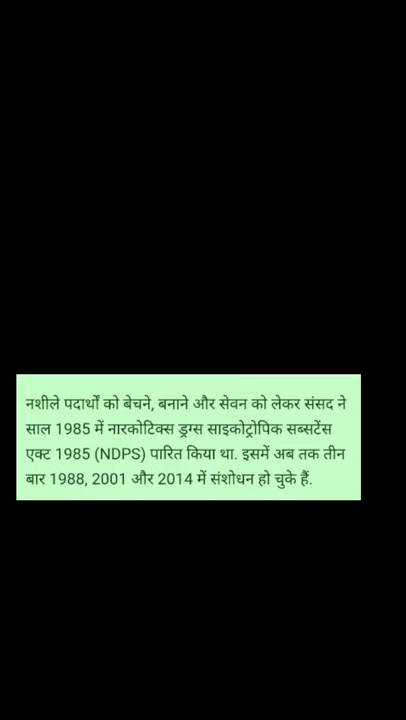 नशीले पदार्थों को बेचने, बनाने और सेवन को लेकर संसद ने
साल 1985 में नारकोटिक्स ड्रग्स साइकोट्रोपिक सब्सटेंस
एक्ट 1985 (NDPS) पारित किया था. इसमें अब तक तीन
बार 1988, 2001 और 2014 में संशोधन हो चुके हैं.